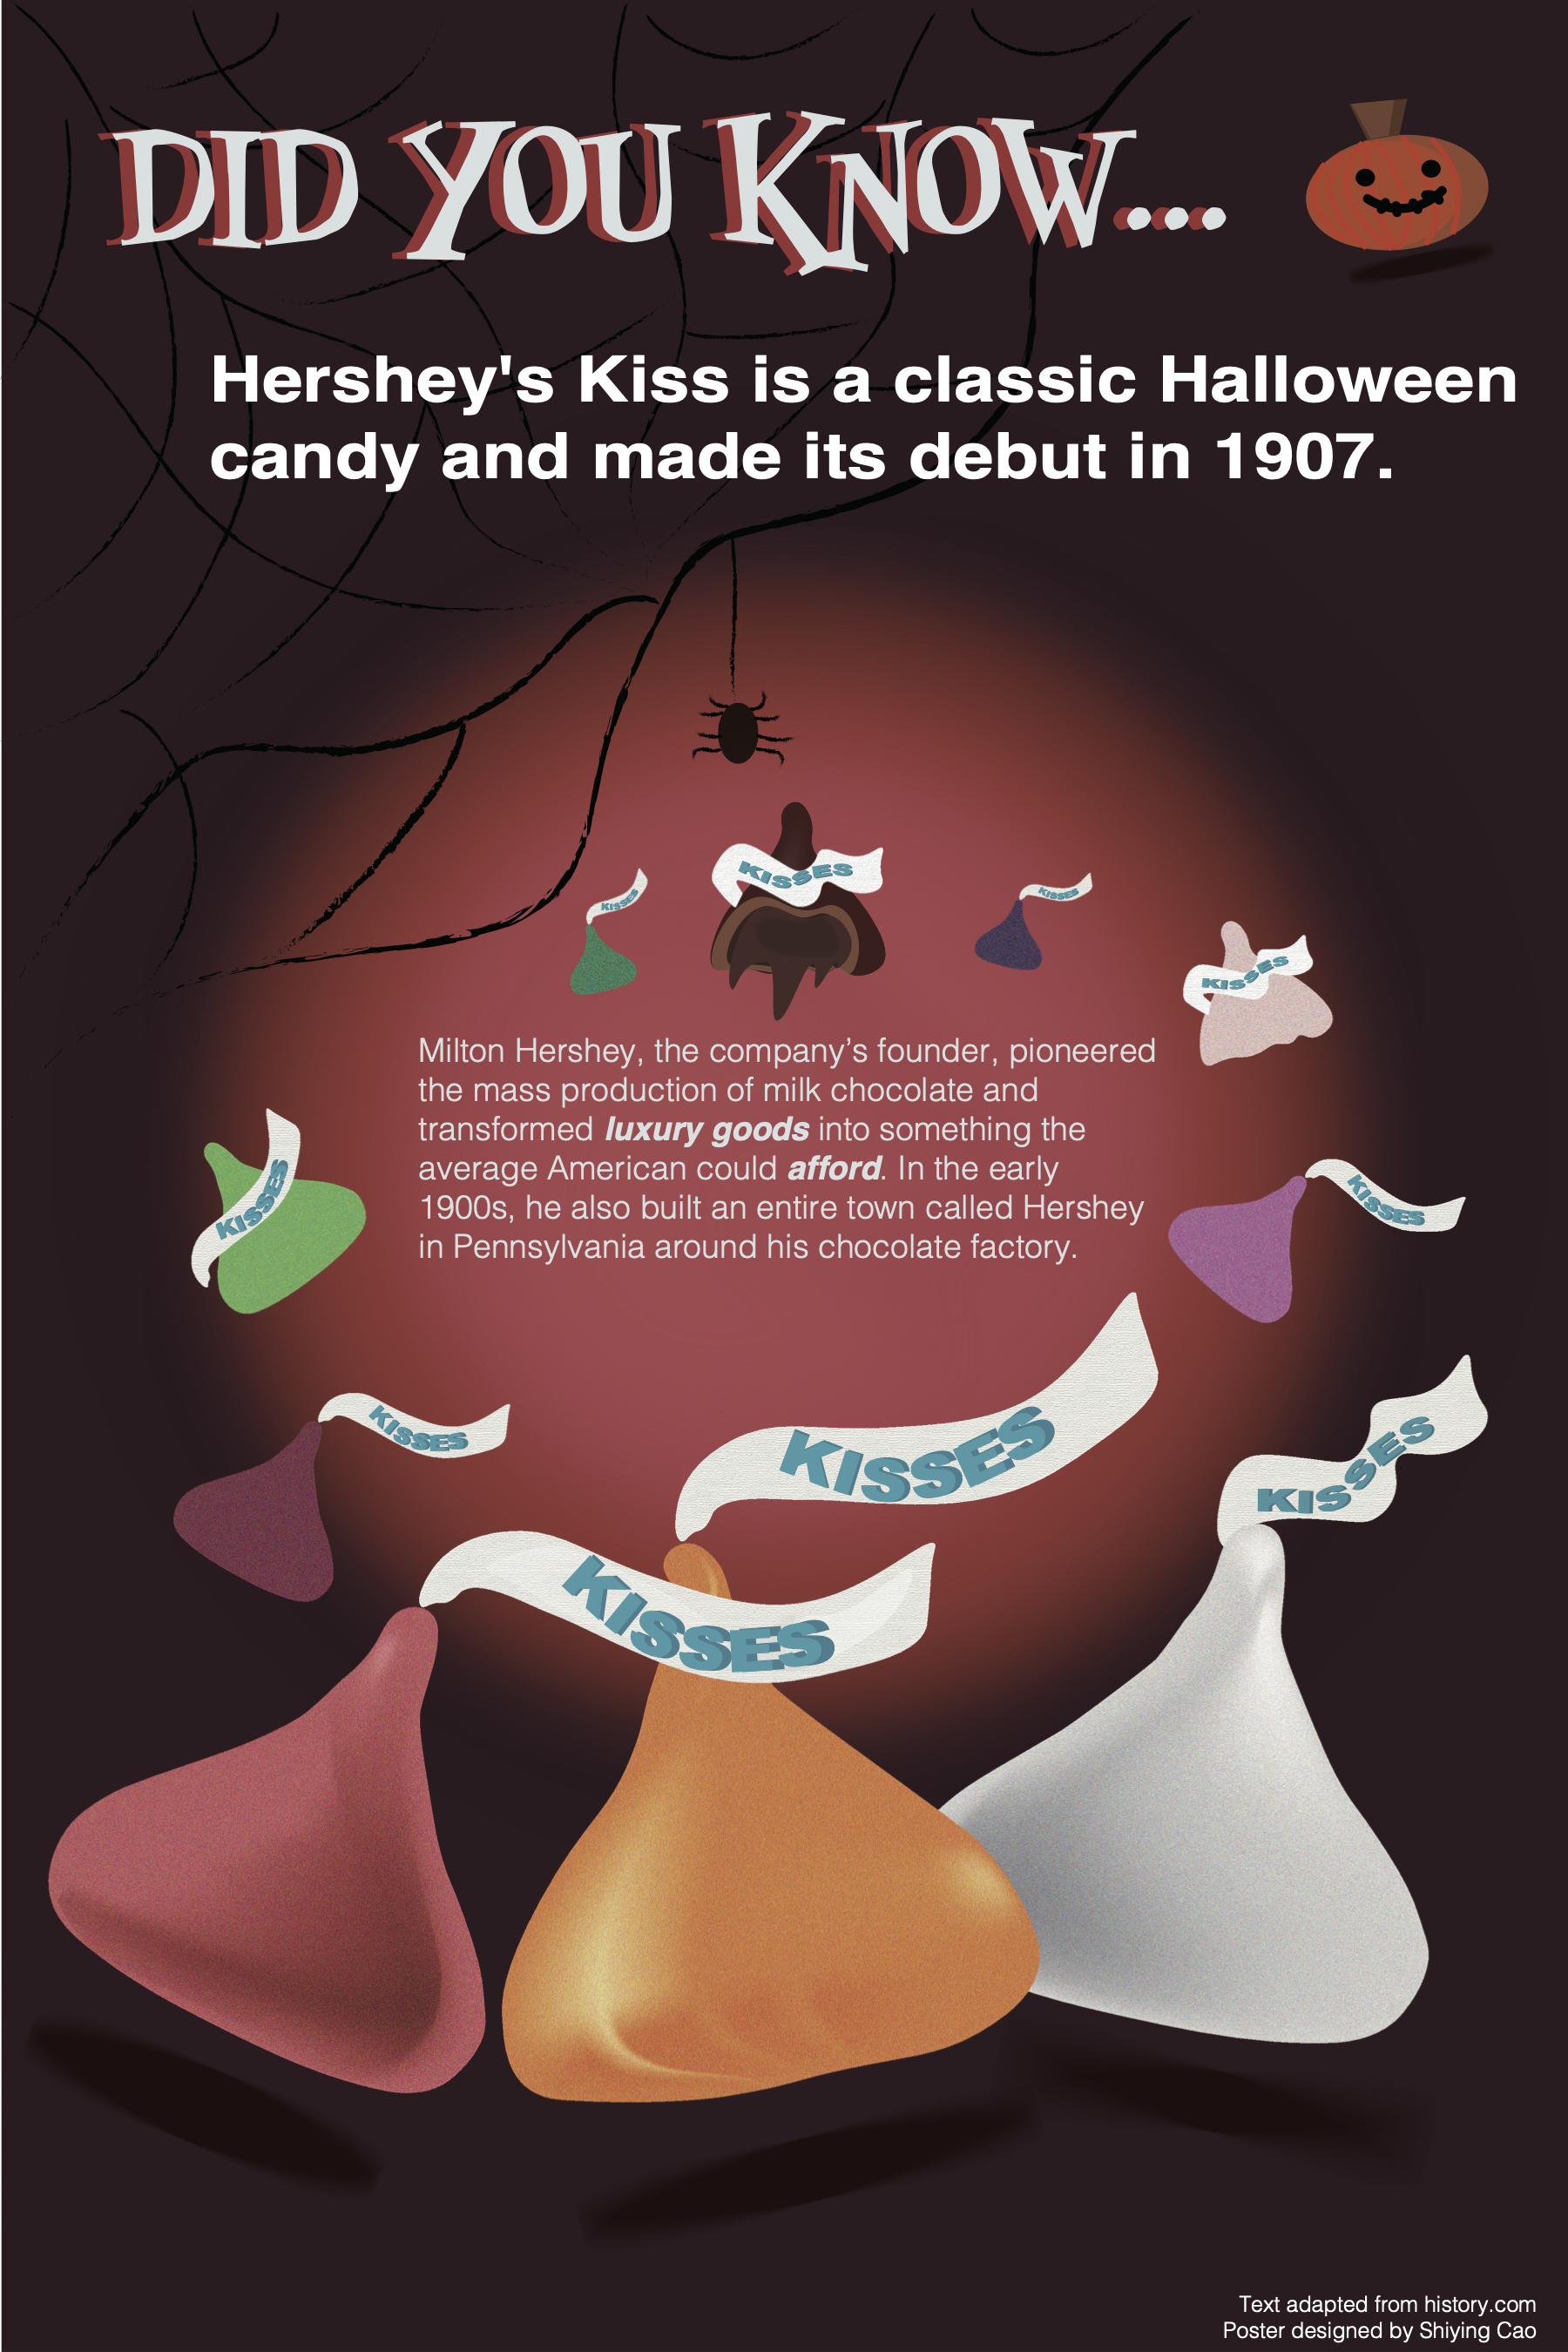 DID YOU KNOW....
Hershey's Kiss is a classic Halloween
candy and made its debut in 1907.
KISSES
KISSES
KISSES
KISSES
Milton Hershey, the company’s founder, pioneered
the mass production of milk chocolate and
transformed luxury goods into something the
average American could afford. In the early
1900s, he also built an entire town called Hershey
in Pennsylvania around his chocolate factory.
KISSES
KISSES
KISSES
KISSES
KISSES
KISSES
Text adapted from history.com
Poster designed by Shiying Cao